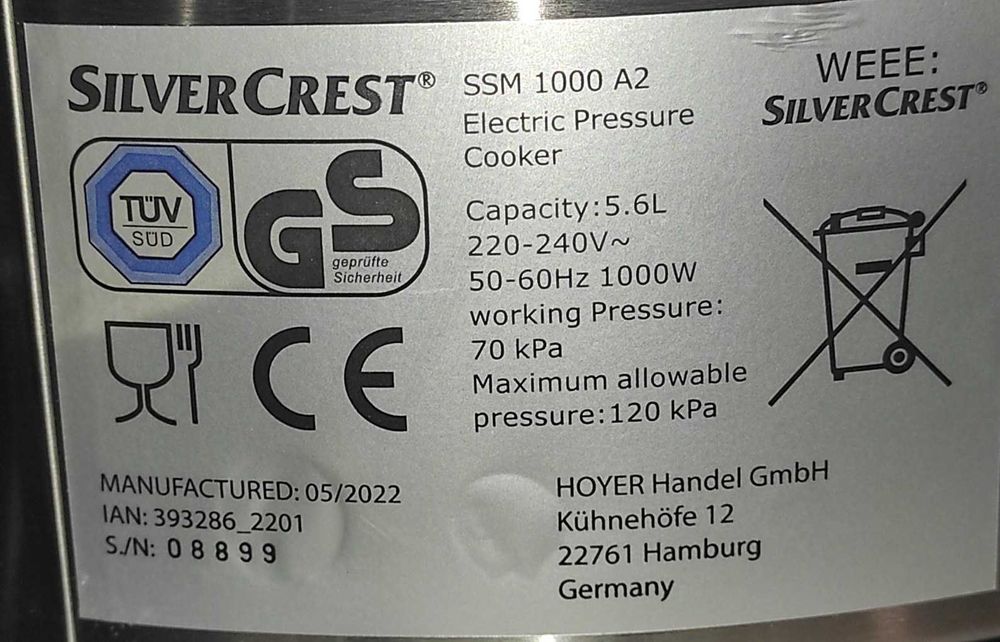 SILVERCREST®
TÜV
SÜD
GS
geprüfte
Sicherheit
CE
MANUFACTURED: 05/2022
IAN: 393286_2201
S./N: 08899
SSM 1000 A2
Electric Pressure
Cooker
Capacity:5.6L
220-240V~
50-60Hz 1000W
working Pressure:
70 kPa
Maximum allowable
pressure:120 kPa
WEEE:
SILVERCREST®
HOYER Handel GmbH
Kühnehöfe 12
22761 Hamburg
Germany